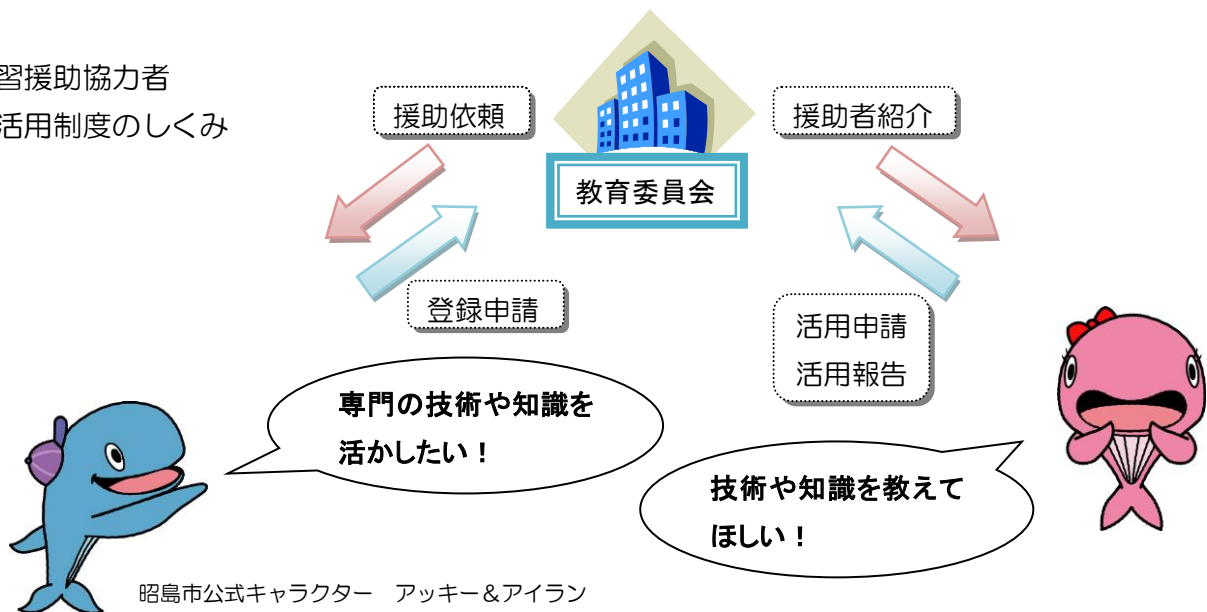 習援助協力者
活用制度のしくみ
援助依頼
援助者紹介
教育委員会
登録申請
活用申請
活用報告
専門の技術や知識を
活かしたい！
技術や知識を教えて
ほしい！
昭島市公式キャラクター　アッキー＆アイラン